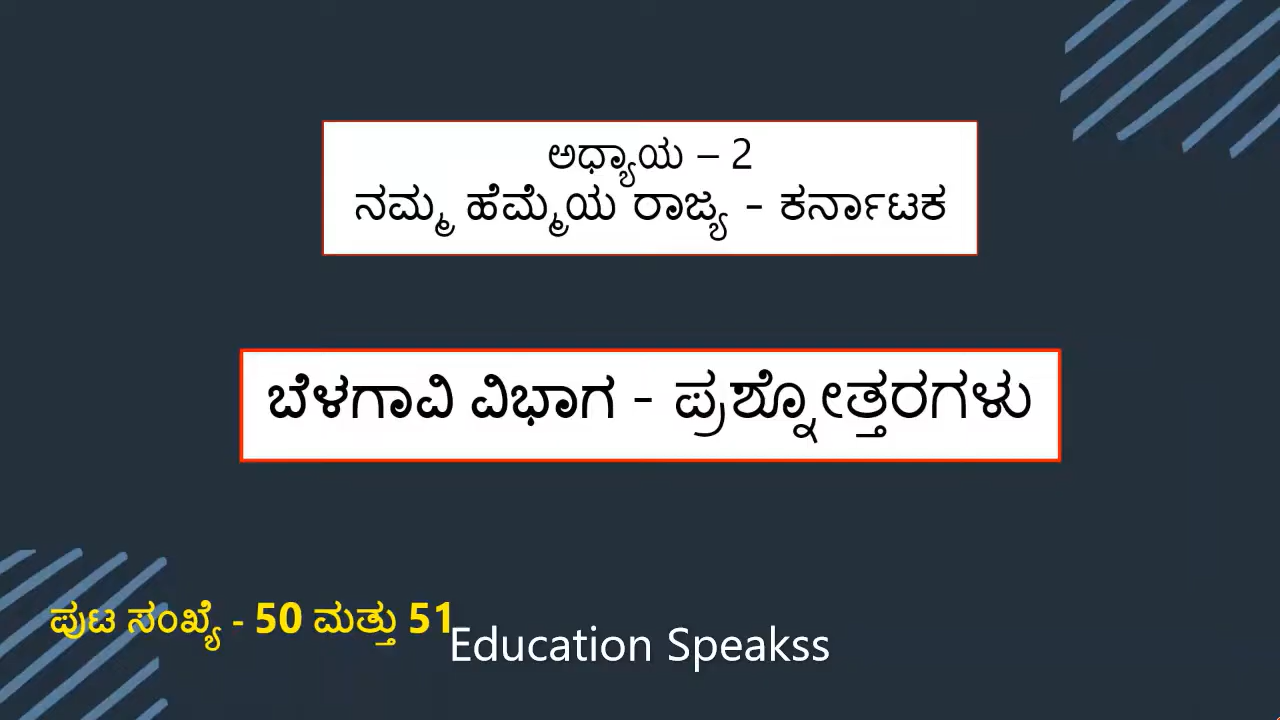 ಅಧ್ಯಾಯ – 2
ನಮ್ಮ ಹೆಮ್ಮೆಯ ರಾಜ್ಯ - ಕರ್ನಾಟಕ
ಬೆಳಗಾವಿ ವಿಭಾಗ - ಪ್ರಶ್ನೋತ್ತರಗಳು
ಪುಟ ಸಂಖ್ಯೆ - 50 ಮತ್ತು 51
Education Speakss